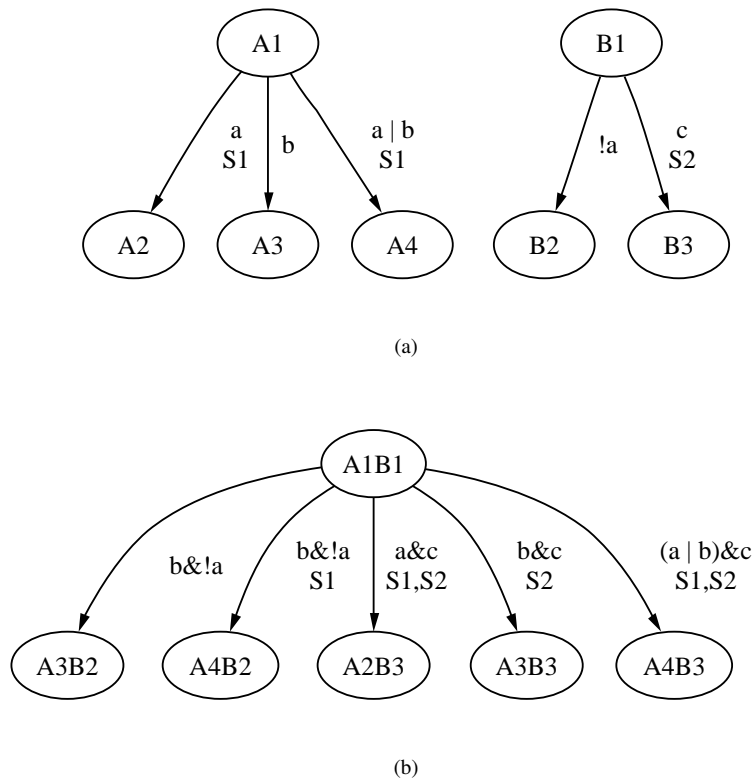 A1
B1
a
S1
b
a | b
S1
!a
c
S2
A2
A3
A4
B2
B3
(a)
A1B1
b&!a
b&!a
S1
a&c
S1,S2
b&c
S2
(a | b)&c
S1,S2
A3B2
A4B2
A2B3
A3B3
A4B3
(b)